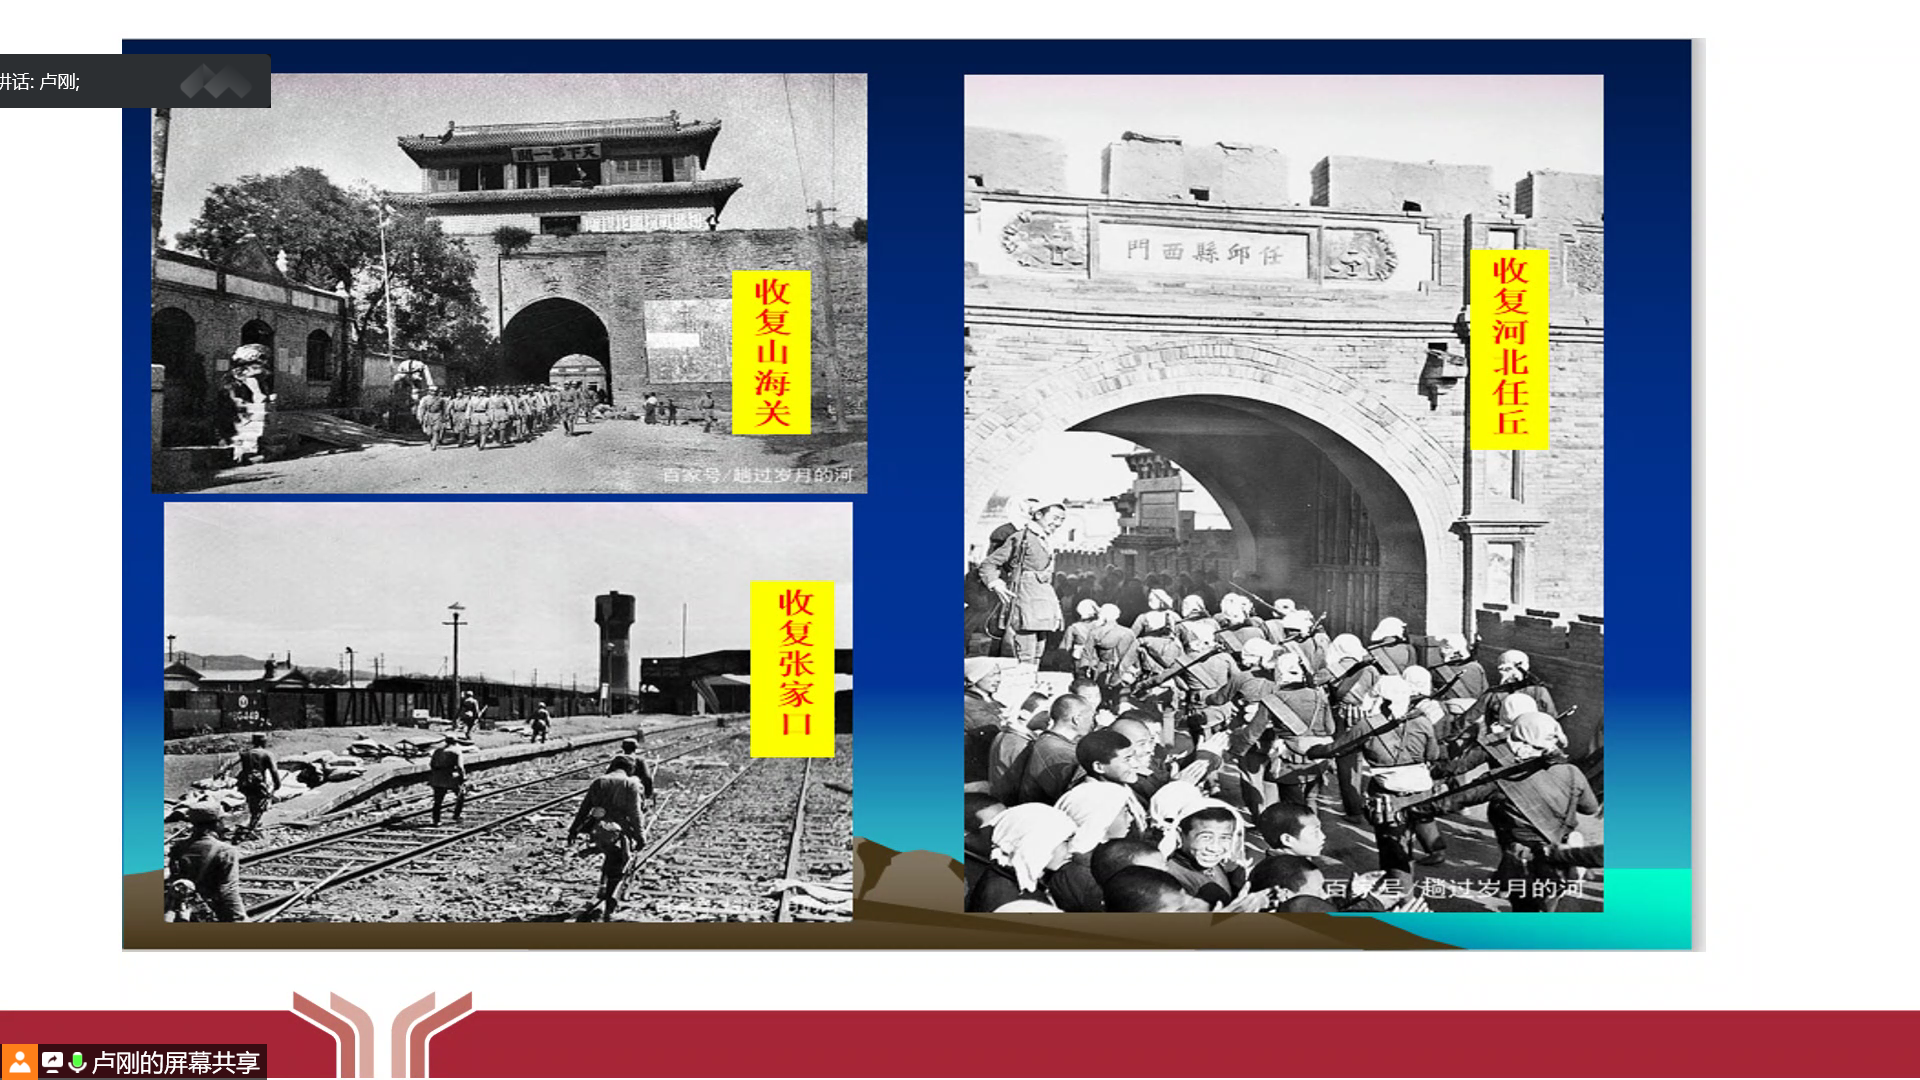 讲话: 卢刚;
天下第一關
收复山海关
百家号/趟过岁月的河
收复张家口
任邱縣西門
收复河北任丘
百家号/趟过岁月的河
卢刚的屏幕共享